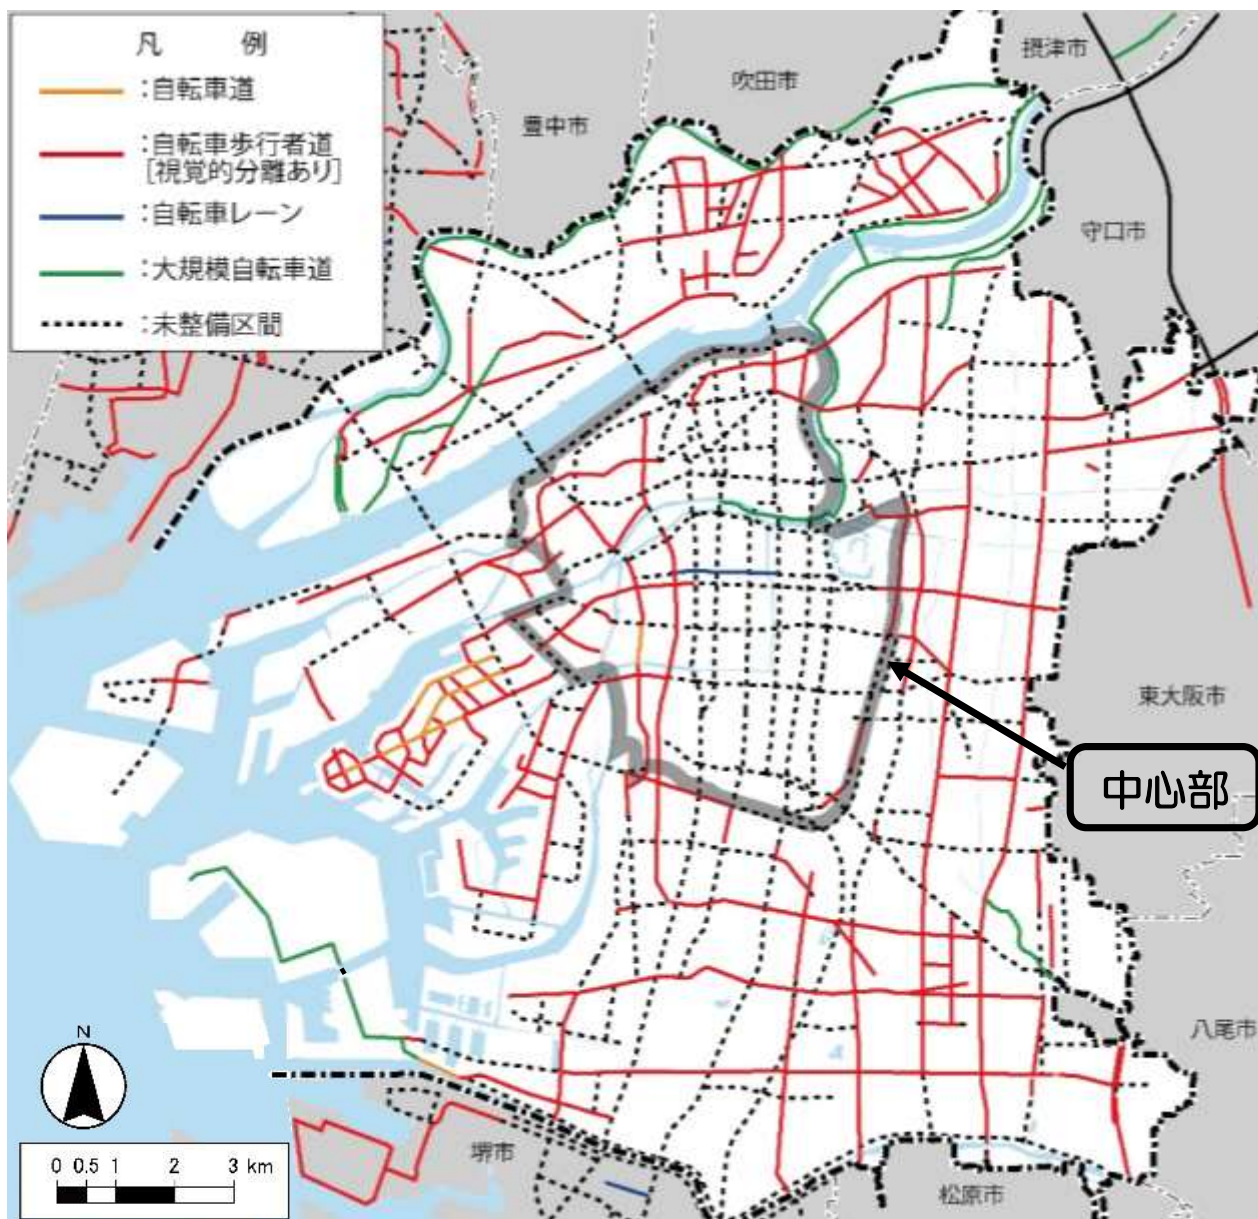 凡 例
:自転車道
:自転車歩行者道
[視覚的分離あり]
:自転車レーン
:大規模自転車道
:未整備区間
摂津市
吹田市
豊中市
守口市
東大阪市
中心部
八尾市
N
0 0.5 1 2 3 km
堺市
松原市